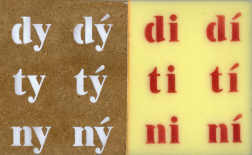 dy dý di dí
ty tý ti tí
ny ný ni ní